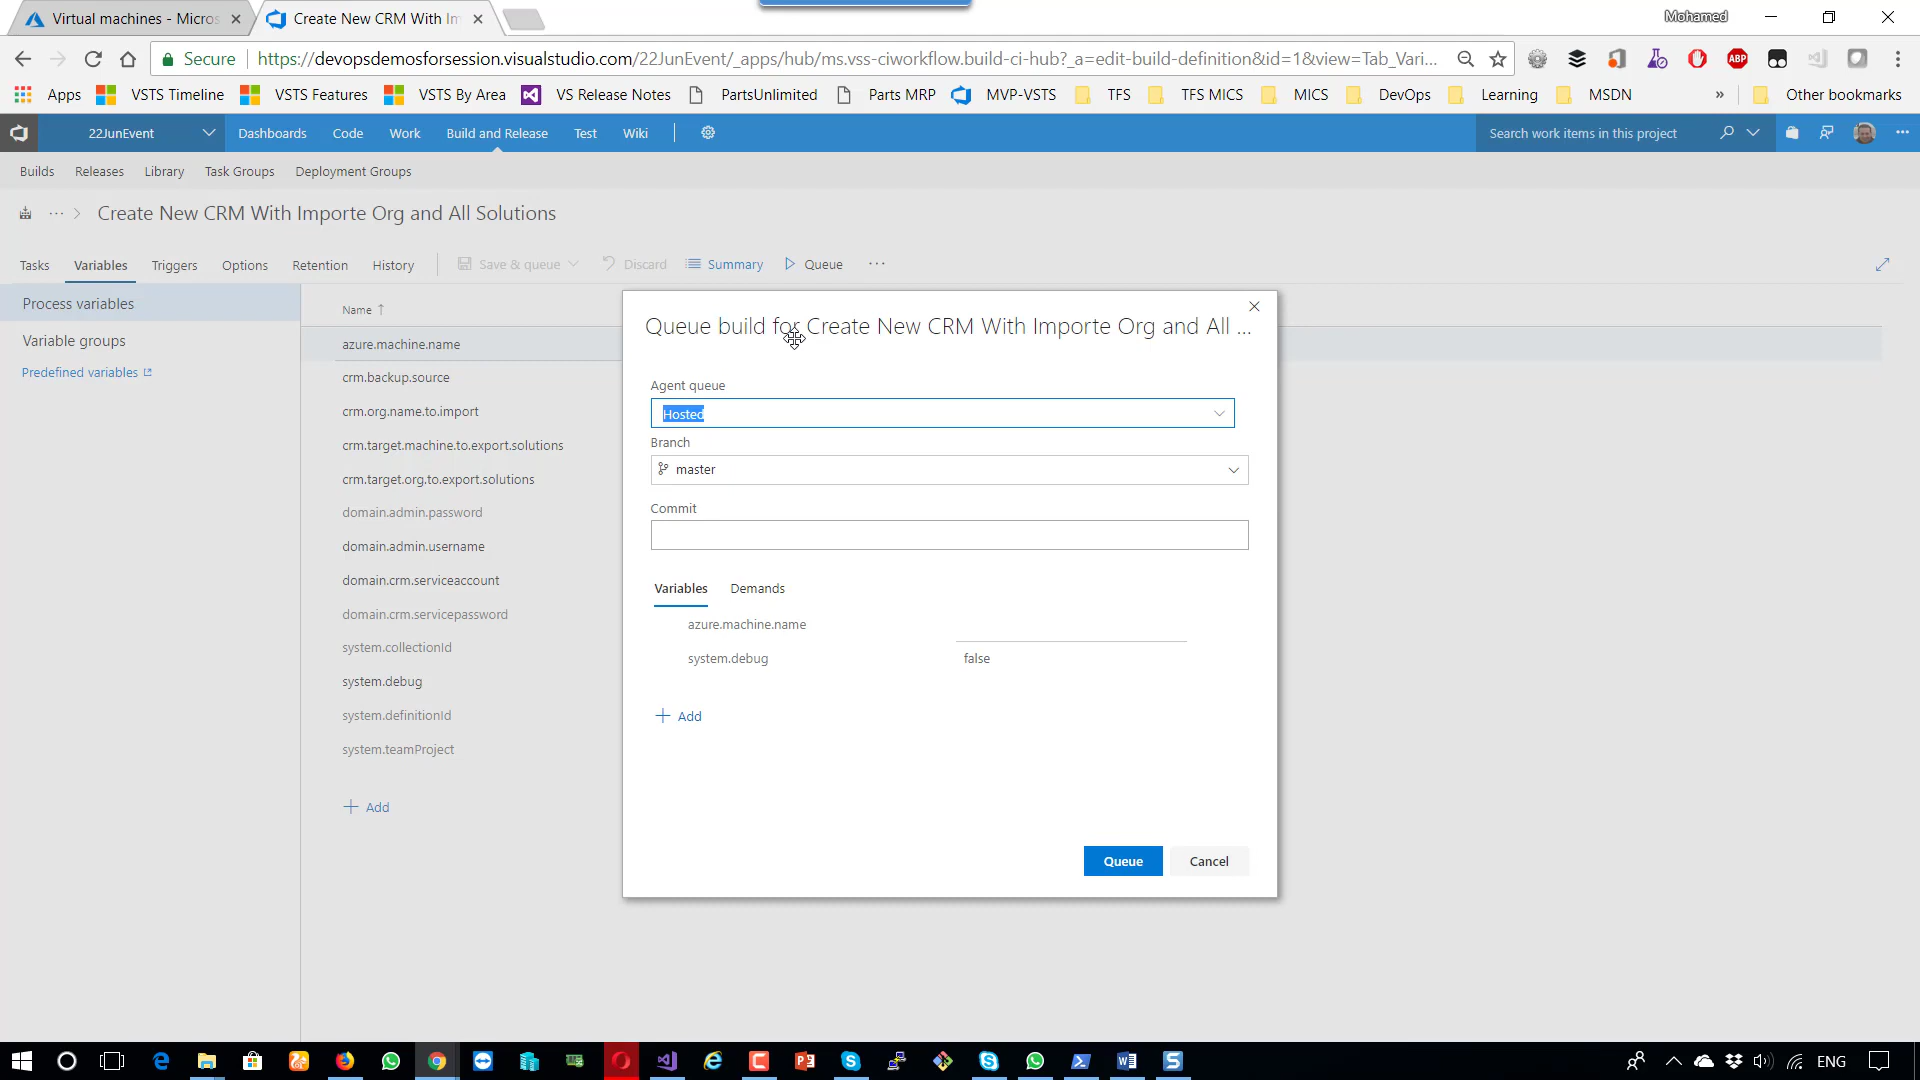 Virtual machines - Micros
Create New CRM With Im
Mohamed
Secure
https://devopsdemosforsession.visualstudio.com/22JunEvent/_apps/hub/ms.vss-ciworkflow.build-ci-hub?_a=edit-build-definition&id=1&view=Tab_Vari...
ABP
Apps
VSTS Timeline
VSTS Features
VSTS By Area
VS Release Notes
PartsUnlimited
Parts MRP
MVP-VSTS
TFS
TFS MICS
MICS
DevOps
Learning
MSDN
»
Other bookmarks
22JunEvent
Dashboards
Code
Work
Build and Release
Test
Wiki
Search work items in this project
Builds
Releases
Library
Task Groups
Deployment Groups
... > Create New CRM With Importe Org and All Solutions
Tasks
Variables
Triggers
Options
Retention
History
Save & queue
Discard
Summary
Queue
...
Process variables
Variable groups
Predefined variables
Name ↑
azure.machine.name
crm.backup.source
crm.org.name.to.import
crm.target.machine.to.export.solutions
crm.target.org.to.export.solutions
domain.admin.password
domain.admin.username
domain.crm.serviceaccount
domain.crm.servicepassword
system.collectionId
system.debug
system.definitionId
system.teamProject
+ Add
Queue build for Create New CRM With Importe Org and All ...
Agent queue
Hosted
Branch
master
Commit
Variables
Demands
azure.machine.name
system.debug
false
+ Add
Queue
Cancel
ENG